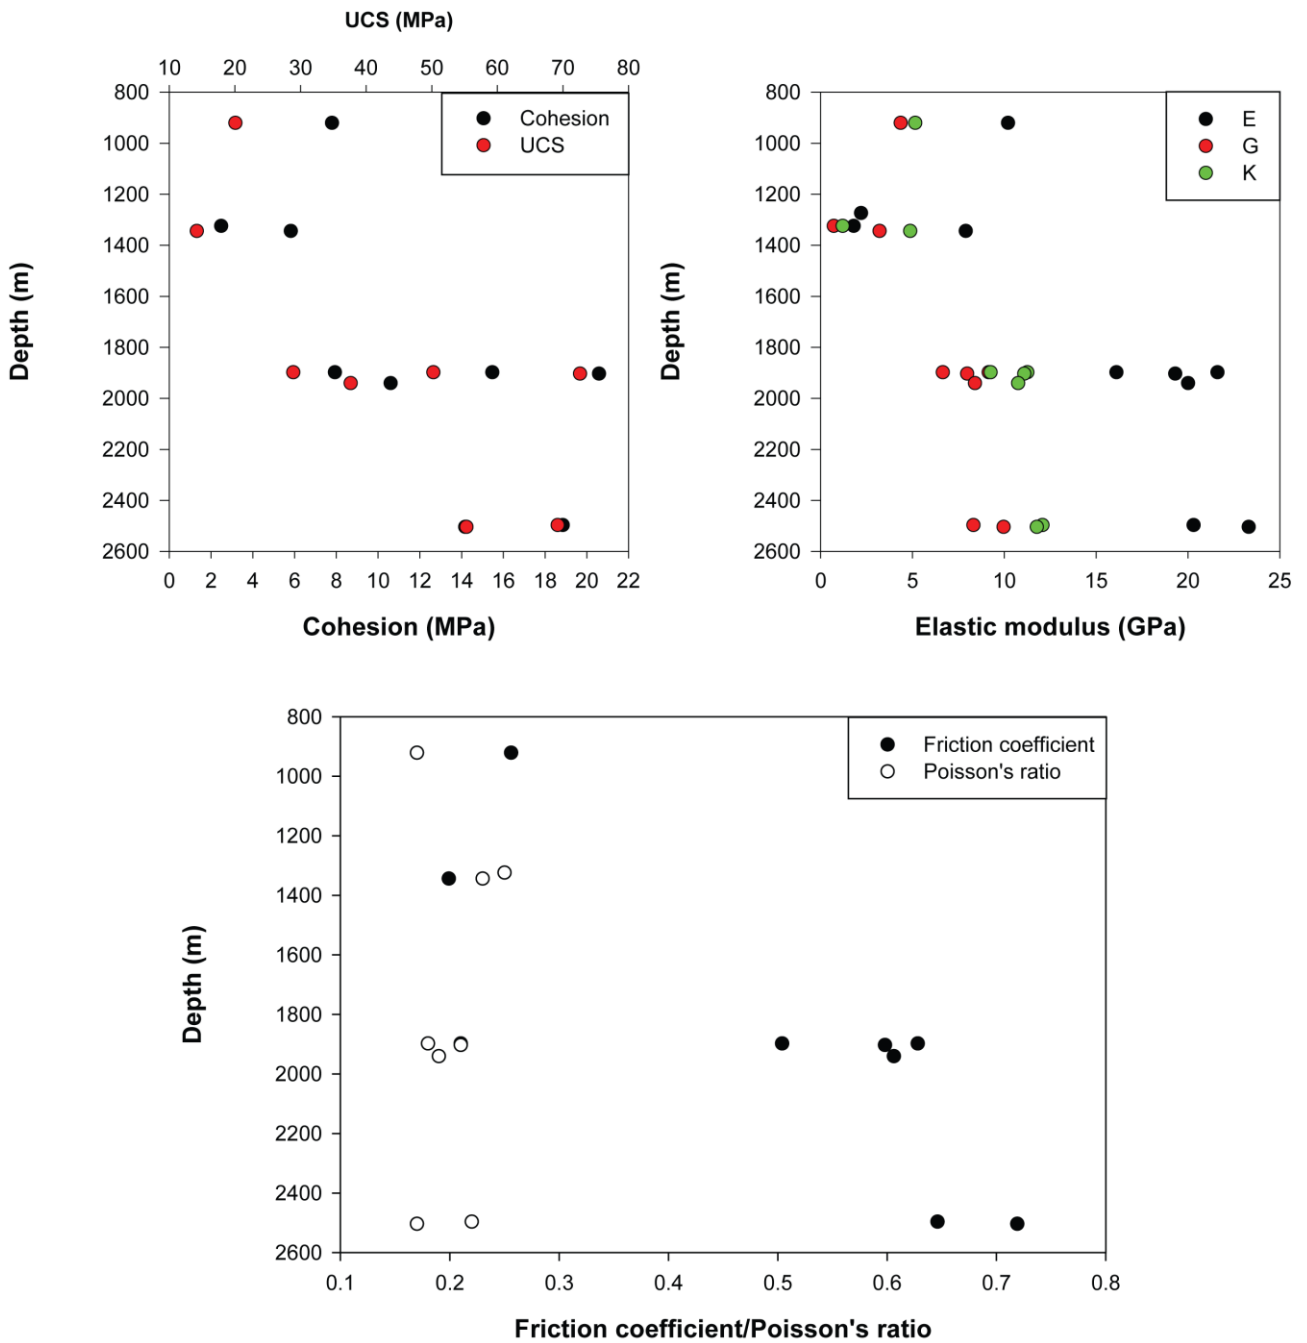 UCS (MPa)
10 20 30 40 50 60 70 80
800
1000
1200
1400
1600
1800
2000
2200
2400
2600
Depth (m)
Cohesion
UCS
0 2 4 6 8 10 12 14 16 18 20 22
Cohesion (MPa)
800
1000
1200
1400
1600
1800
2000
2200
2400
2600
Depth (m)
E
G
K
0 5 10 15 20 25
Elastic modulus (GPa)
800
1000
1200
1400
1600
1800
2000
2200
2400
2600
Depth (m)
Friction coefficient
Poisson's ratio
0.1 0.2 0.3 0.4 0.5 0.6 0.7 0.8
Friction coefficient/Poisson's ratio